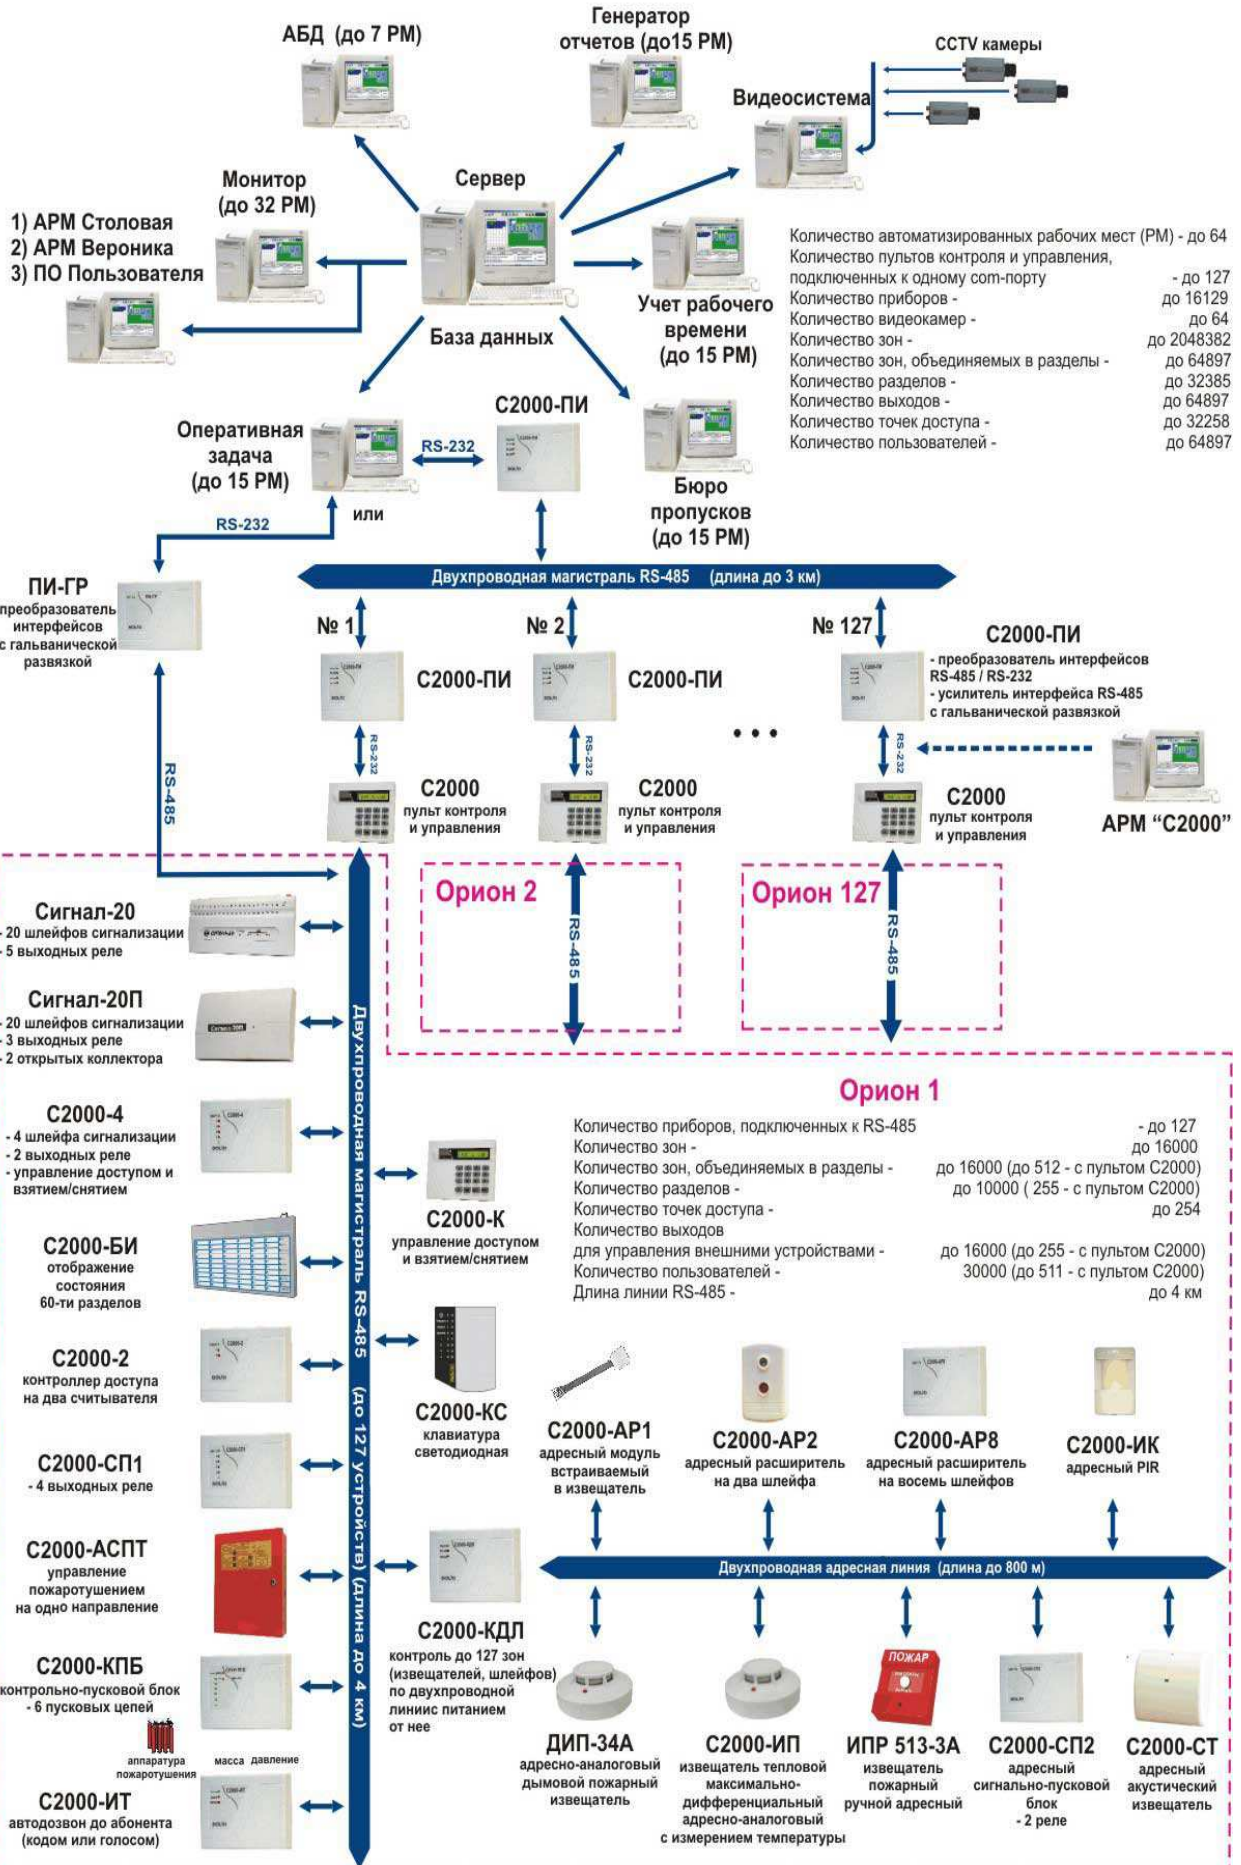 АБД (до 7 РМ)
Генератор
отчетов (до15 РМ)
CCTV камеры
Видеосистема
Монитор
(до 32 РМ)
Сервер
1) АРМ Столовая
2) АРМ Вероника
3) ПО Пользователя
База данных
Учет рабочего
времени
(до 15 РМ)
Количество автоматизированных рабочих мест (РМ) - до 64
Количество пультов контроля и управления,
подключенных к одному com-порту - до 127
Количество приборов - до 16129
Количество видеокамер - до 64
Количество зон - до 2048382
Количество зон, объединяемых в разделы - до 64897
Количество разделов - до 32385
Количество выходов - до 64897
Количество точек доступа - до 32258
Количество пользователей - до 64897
Оперативная
задача
(до 15 РМ)
RS-232
С2000-ПИ
Бюро
пропусков
(до 15 РМ)
или
RS-232
Двухпроводная магистраль RS-485 (длина до 3 км)
ПИ-ГР
преобразователь
интерфейсов
с гальванической
развязкой
RS-485
№ 1
С2000-ПИ
RS-232
С2000
пульт контроля
и управления
№ 2
С2000-ПИ
RS-232
С2000
пульт контроля
и управления
• • •
№ 127
С2000-ПИ
- преобразователь интерфейсов
RS-485 / RS-232
- усилитель интерфейса RS-485
с гальванической развязкой
RS-232
С2000
пульт контроля
и управления
АРМ “С2000”
Орион 2
RS-485
Орион 127
RS-485
Двухпроводная магистраль RS-485 (до 127 устройств) (длина до 4 км)
Сигнал-20
- 20 шлейфов сигнализации
- 5 выходных реле
Сигнал-20П
- 20 шлейфов сигнализации
- 3 выходных реле
- 2 открытых коллектора
С2000-4
- 4 шлейфа сигнализации
- 2 выходных реле
- управление доступом и
взятием/снятием
С2000-БИ
отображение
состояния
60-ти разделов
С2000-2
контроллер доступа
на два считывателя
С2000-СП1
- 4 выходных реле
С2000-АСПТ
управление
пожаротушением
на одно направление
С2000-КПБ
контрольно-пусковой блок
- 6 пусковых цепей
аппаратура
пожаротушения
масса давление
С2000-ИТ
автодозвон до абонента
(кодом или голосом)
С2000-К
управление доступом
и взятием/снятием
С2000-КС
клавиатура
светодиодная
С2000-КДЛ
контроль до 127 зон
(извещателей, шлейфов)
по двухпроводной
линиис питанием
от нее
Орион 1
Количество приборов, подключенных к RS-485 - до 127
Количество зон - до 16000
Количество зон, объединяемых в разделы - до 16000 (до 512 - с пультом С2000)
Количество разделов - до 10000 ( 255 - с пультом С2000)
Количество точек доступа - до 254
Количество выходов
для управления внешними устройствами - до 16000 (до 255 - с пультом С2000)
Количество пользователей - 30000 (до 511 - с пультом С2000)
Длина линии RS-485 - до 4 км
С2000-АР1
адресный модуль
встраиваемый
в извещатель
С2000-АР2
адресный расширитель
на два шлейфа
С2000-АР8
адресный расширитель
на восемь шлейфов
С2000-ИК
адресный PIR
Двухпроводная адресная линия (длина до 800 м)
ДИП-34А
адресно-аналоговый
дымовой пожарный
извещатель
С2000-ИП
извещатель тепловой
максимально-
дифференциальный
адресно-аналоговый
с измерением температуры
ПОЖАР
ИПР 513-3А
извещатель
пожарный
ручной адресный
С2000-СП2
адресный
сигнально-пусковой
блок
- 2 реле
С2000-СТ
адресный
акустический
извещатель